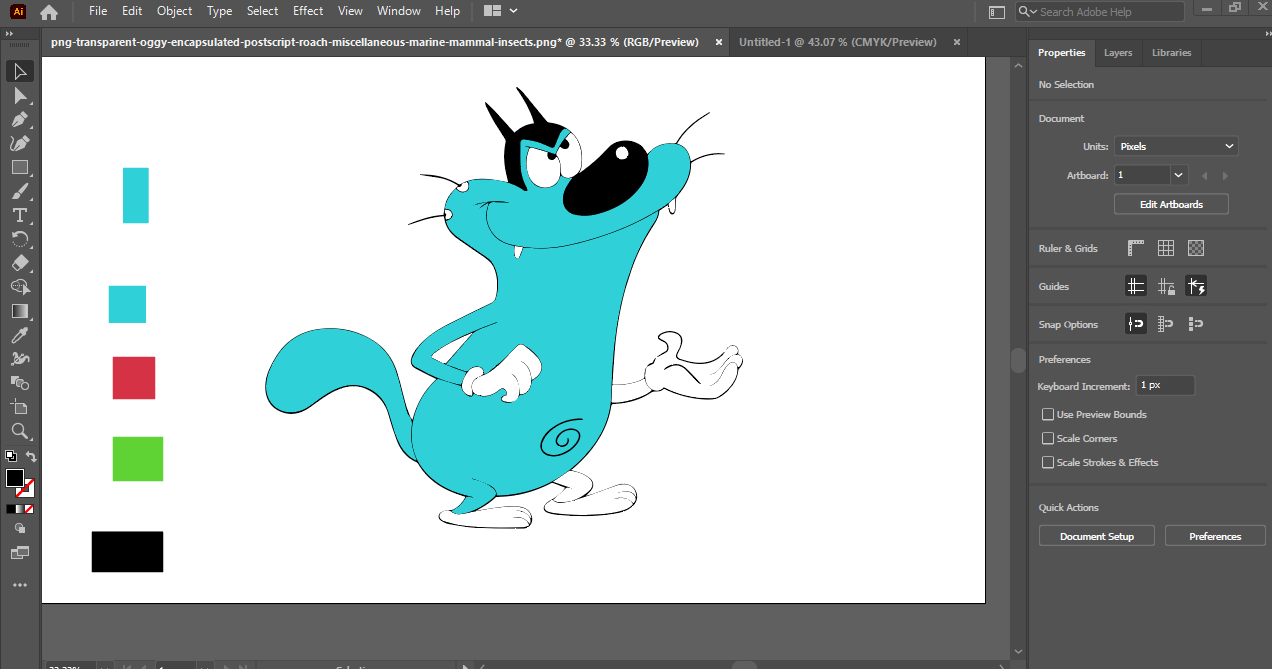 Ai File Edit Object Type Select Effect View Window Help Search Adobe Help
png-transparent-oggy-encapsulated-postscript-roach-miscellaneous-marine-mammal-insects.png* @ 33.33 % (RGB/Preview) × Untitled-1 @ 43.07 % (CMYK/Preview) ×
Properties Layers Libraries
No Selection
Document
Units: Pixels
Artboard: 1
Edit Artboards
Ruler & Grids
Guides
Snap Options
Preferences
Keyboard Increment: 1 px
Use Preview Bounds
Scale Corners
Scale Strokes & Effects
Quick Actions
Document Setup Preferences